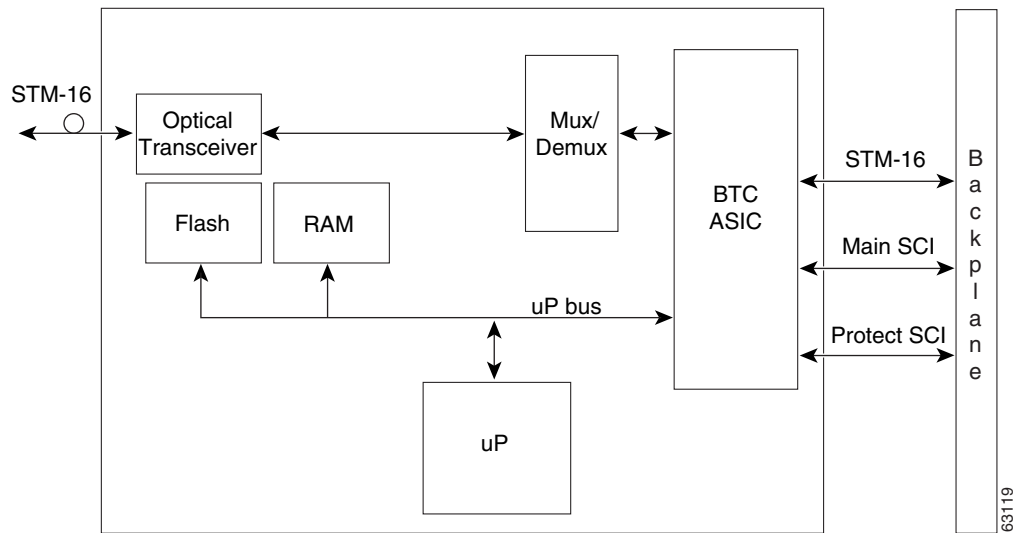 STM-16
Optical
Transceiver
Mux/
Demux
BTC
ASIC
STM-16
Main SCI
Protect SCI
Backplane
Flash
RAM
uP bus
uP
63119